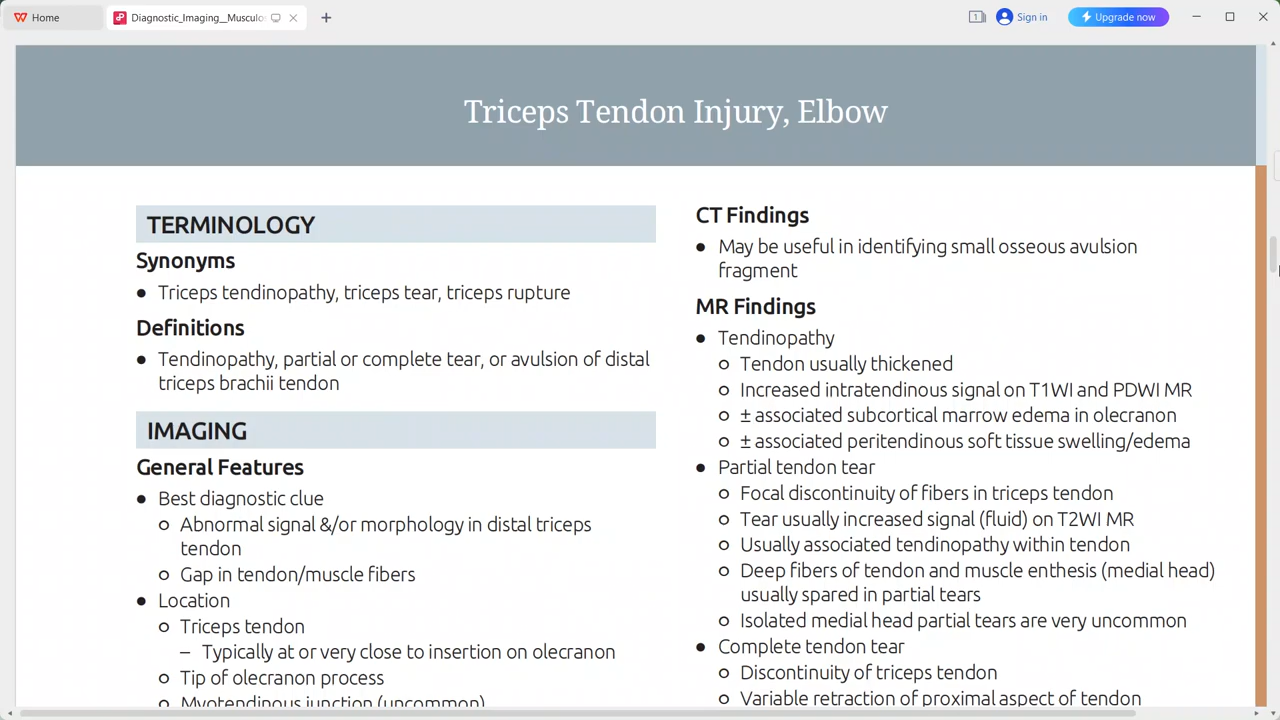 Home
Diagnostic_Imaging__Musculo
Sign in
Upgrade now
Triceps Tendon Injury, Elbow
TERMINOLOGY
Synonyms
● Triceps tendinopathy, triceps tear, triceps rupture
Definitions
● Tendinopathy, partial or complete tear, or avulsion of distal
triceps brachii tendon
IMAGING
General Features
● Best diagnostic clue
○ Abnormal signal &/or morphology in distal triceps
tendon
○ Gap in tendon/muscle fibers
● Location
○ Triceps tendon
– Typically at or very close to insertion on olecranon
○ Tip of olecranon process
○ Myotendinous junction (uncommon)
CT Findings
● May be useful in identifying small osseous avulsion
fragment
MR Findings
● Tendinopathy
○ Tendon usually thickened
○ Increased intratendinous signal on T1WI and PDWI MR
○ ± associated subcortical marrow edema in olecranon
○ ± associated peritendinous soft tissue swelling/edema
● Partial tendon tear
○ Focal discontinuity of fibers in triceps tendon
○ Tear usually increased signal (fluid) on T2WI MR
○ Usually associated tendinopathy within tendon
○ Deep fibers of tendon and muscle enthesis (medial head)
usually spared in partial tears
○ Isolated medial head partial tears are very uncommon
● Complete tendon tear
○ Discontinuity of triceps tendon
○ Variable retraction of proximal aspect of tendon